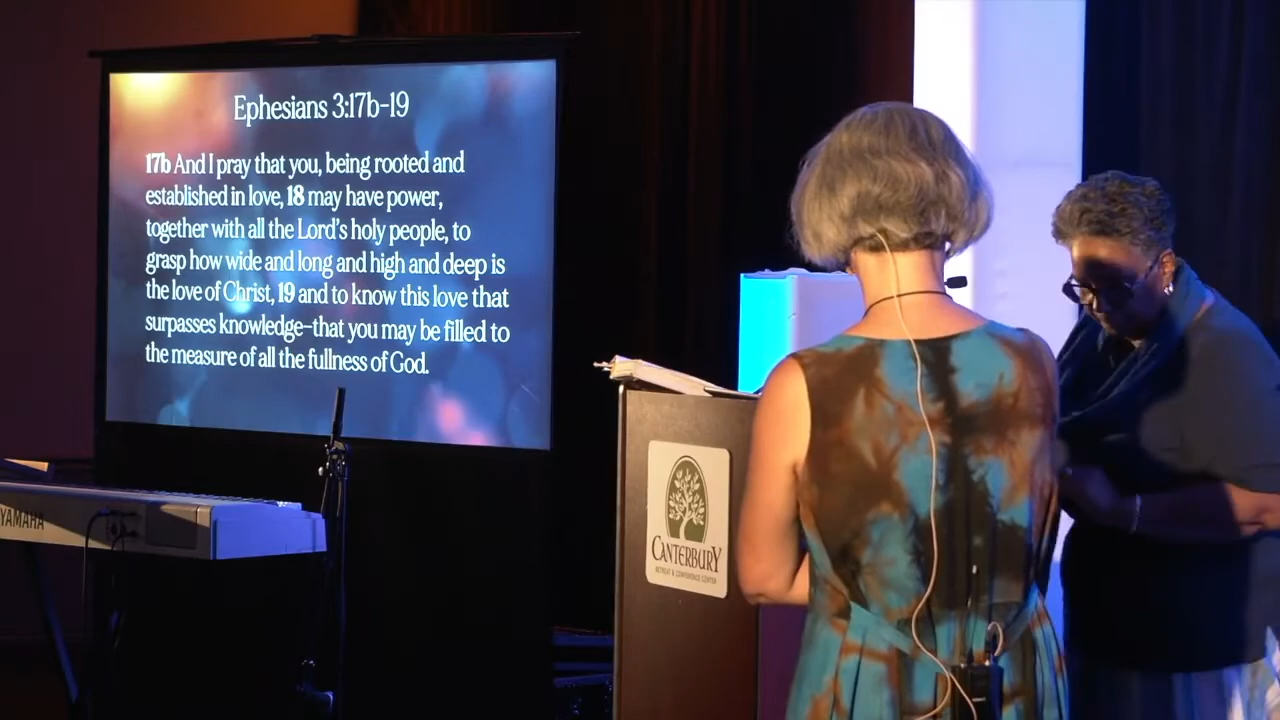 Ephesians 3:17b-19
17b And I pray that you, being rooted and
established in love, 18 may have power,
together with all the Lord's holy people, to
grasp how wide and long and high and deep is
the love of Christ, 19 and to know this love that
surpasses knowledge–that you may be filled to
the measure of all the fullness of God.
YAMAHA
CANTERBURY
RETREAT & CONFERENCE CENTER